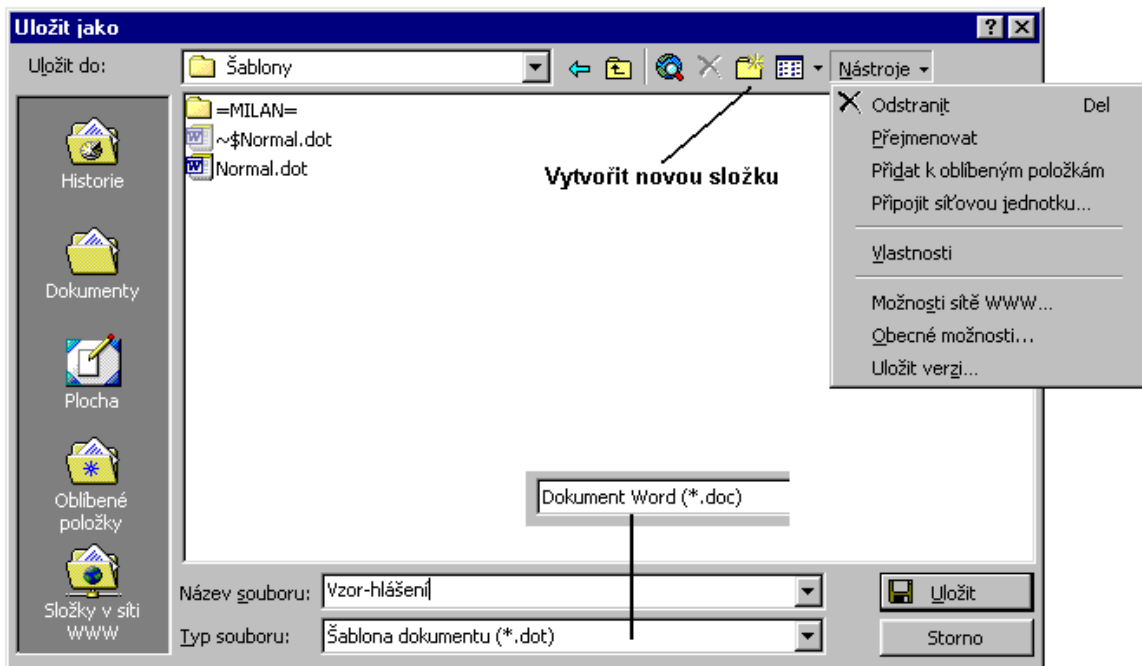 Uložit jako
Uložit do:
Šablony
Nástroje
=MILAN=
~$Normal.dot
Normal.dot
Vytvořit novou složku
Odstranit Del
Přejmenovat
Přidat k oblíbeným položkám
Připojit síťovou jednotku...
Vlastnosti
Možnosti sítě WWW...
Obecné možnosti...
Uložit verzi...
Historie
Dokumenty
Plocha
Oblíbené
položky
Složky v síti
WWW
Dokument Word (*.doc)
Název souboru: Vzor-hlášení
Uložit
Typ souboru: Šablona dokumentu (*.dot)
Storno